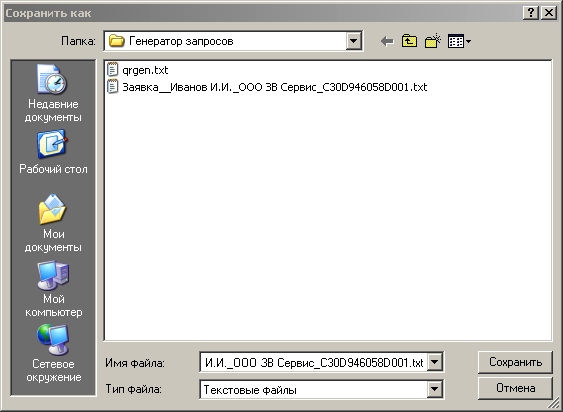 Сохранить как
Папка: Генератор запросов
qrgen.txt
Заявка__Иванов И.И._ООО ЗВ Сервис_C30D946058D001.txt
Недавние
документы
Рабочий стол
Мои
документы
Мой
компьютер
Сетевое
окружение
Имя файла: И.И._ООО ЗВ Сервис_C30D946058D001.txt Сохранить
Тип файла: Текстовые файлы Отмена